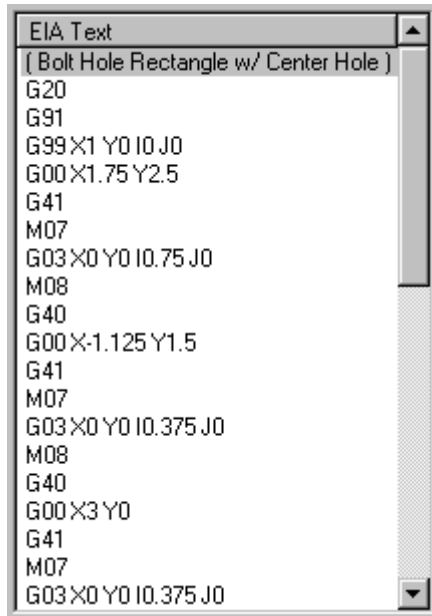 EIA Text
( Bolt Hole Rectangle w/ Center Hole )
G20
G91
G99 X1 Y0 I0 J0
G00 X1.75 Y2.5
G41
M07
G03 X0 Y0 I0.75 J0
M08
G40
G00 X-1.125 Y1.5
G41
M07
G03 X0 Y0 I0.375 J0
M08
G40
G00 X3 Y0
G41
M07
G03 X0 Y0 I0.375 J0